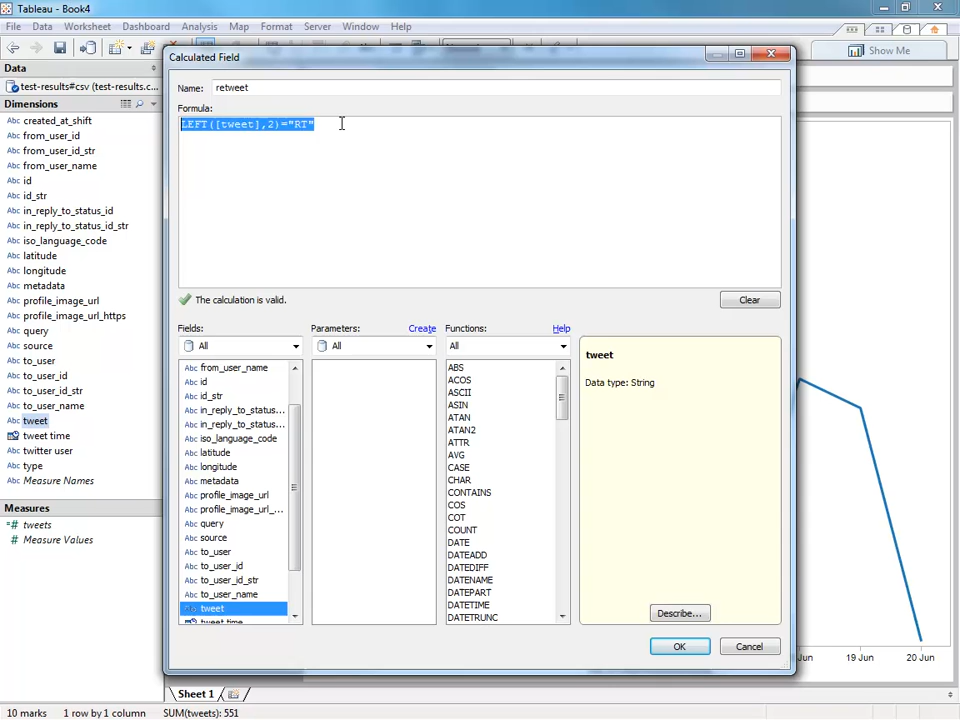 Tableau - Book4
File Data Worksheet Dashboard Analysis Map Format Server Window Help
Show Me
Data
test-results#csv (test-results.c...
Dimensions
created_at_shift
from_user_id
from_user_id_str
from_user_name
id
id_str
in_reply_to_status_id
in_reply_to_status_id_str
iso_language_code
latitude
longitude
metadata
profile_image_url
profile_image_url_https
query
source
to_user
to_user_id
to_user_id_str
to_user_name
tweet
tweet time
twitter user
type
Measure Names
Measures
tweets
Measure Values
Calculated Field
Name: retweet
Formula:
LEFT([tweet],2)="RT"
The calculation is valid.
Clear
Fields:
All
from_user_name
id
id_str
in_reply_to_status...
in_reply_to_status...
iso_language_code
latitude
longitude
metadata
profile_image_url
profile_image_url_...
query
source
to_user
to_user_id
to_user_id_str
to_user_name
tweet
tweet time
Parameters: Create
All
Functions: Help
All
ABS
ACOS
ASCII
ASIN
ATAN
ATAN2
ATTR
AVG
CASE
CHAR
CONTAINS
COS
COT
COUNT
DATE
DATEADD
DATEDIFF
DATENAME
DATEPART
DATETIME
DATETRUNC
tweet
Data type: String
Describe...
OK Cancel
Jun 19 Jun 20 Jun
Sheet 1
10 marks 1 row by 1 column SUM(tweets): 551